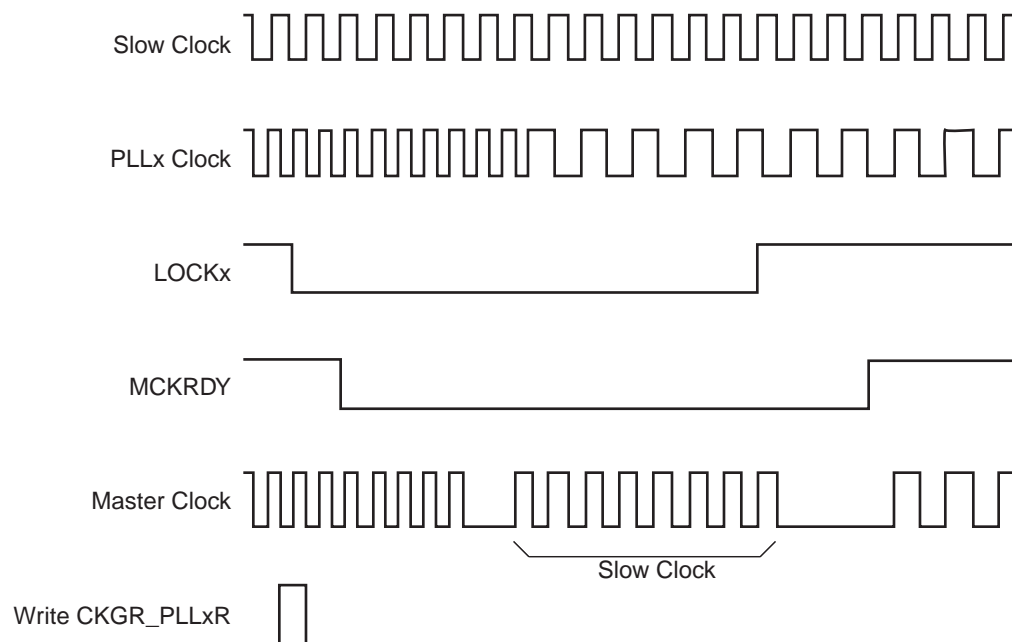 Slow Clock
PLLx Clock
LOCKx
MCKRDY
Master Clock
Slow Clock
Write CKGR_PLLxR